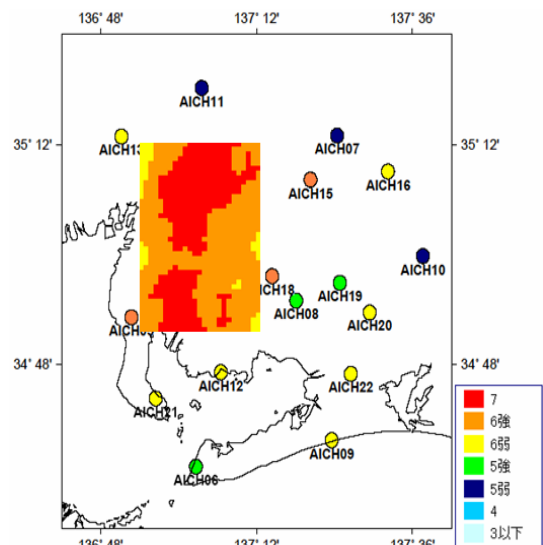 136° 48' 137° 12' 137° 36'
AICH11
35° 12' AICH13 AICH07 35° 12'
AICH15 AICH16
AICH10
AICH18 AICH19
AICH08
AICH20
34° 48' AICH12 AICH22 34° 48'
AICH21
AICH09
AICH06
7
6強
6弱
5強
5弱
4
3以下
136° 48' 137° 12' 137° 36'